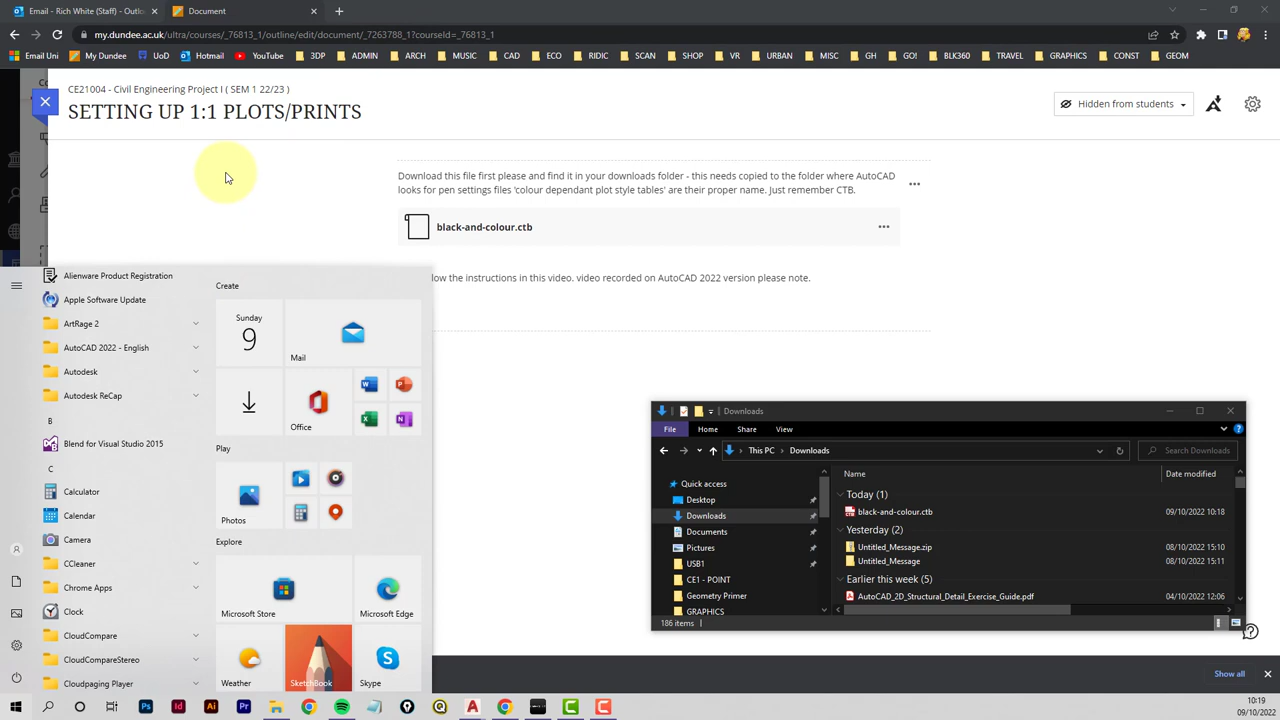 Email - Rich White (Staff) - Outlo
Document
my.dundee.ac.uk/ultra/courses/_76813_1/outline/edit/document/_7263788_1?courseId=_76813_1
Email Uni
My Dundee
UoD
Hotmail
YouTube
3DP
ADMIN
ARCH
MUSIC
CAD
ECO
RIDIC
SCAN
SHOP
VR
URBAN
MISC
GH
GO!
BLK360
TRAVEL
GRAPHICS
CONST
GEOM
CE21004 - Civil Engineering Project I ( SEM 1 22/23 )
SETTING UP 1:1 PLOTS/PRINTS
Hidden from students
Download this file first please and find it in your downloads folder - this needs copied to the folder where AutoCAD
looks for pen settings files 'colour dependant plot style tables' are their proper name. Just remember CTB.
black-and-colour.ctb
low the instructions in this video. video recorded on AutoCAD 2022 version please note.
Alienware Product Registration
Apple Software Update
ArtRage 2
AutoCAD 2022 - English
Autodesk
Autodesk ReCap
B
Blend for Visual Studio 2015
C
Calculator
Calendar
Camera
CCleaner
Chrome Apps
Clock
CloudCompare
CloudCompareStereo
Cloudpaging Player
Create
Sunday
9
Mail
Office
Play
Photos
Explore
Microsoft Store
Microsoft Edge
Weather
SketchBook
Skype
Downloads
File
Home
Share
View
This PC
Downloads
Search Downloads
Quick access
Desktop
Downloads
Documents
Pictures
USB1
CE1 - POINT
Geometry Primer
GRAPHICS
Name
Date modified
Today (1)
black-and-colour.ctb
09/10/2022 10:18
Yesterday (2)
Untitled_Message.zip
08/10/2022 15:10
Untitled_Message
08/10/2022 15:11
Earlier this week (5)
AutoCAD_2D_Structural_Detail_Exercise_Guide.pdf
04/10/2022 12:06
186 items
Show all
Ps
Id
Ai
Pr
10:19
09/10/2022